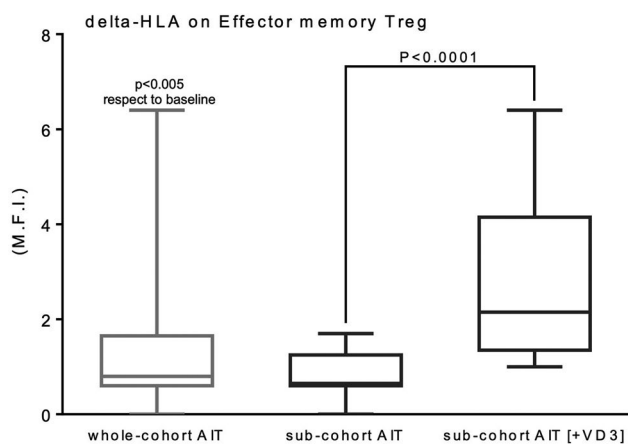 delta-HLA on Effector memory Treg
8
p<0.005
respect to baseline
P<0.0001
6
4
2
0
(M.F.I.)
whole-cohort AIT
sub-cohort AIT
sub-cohort AIT [+VD3]